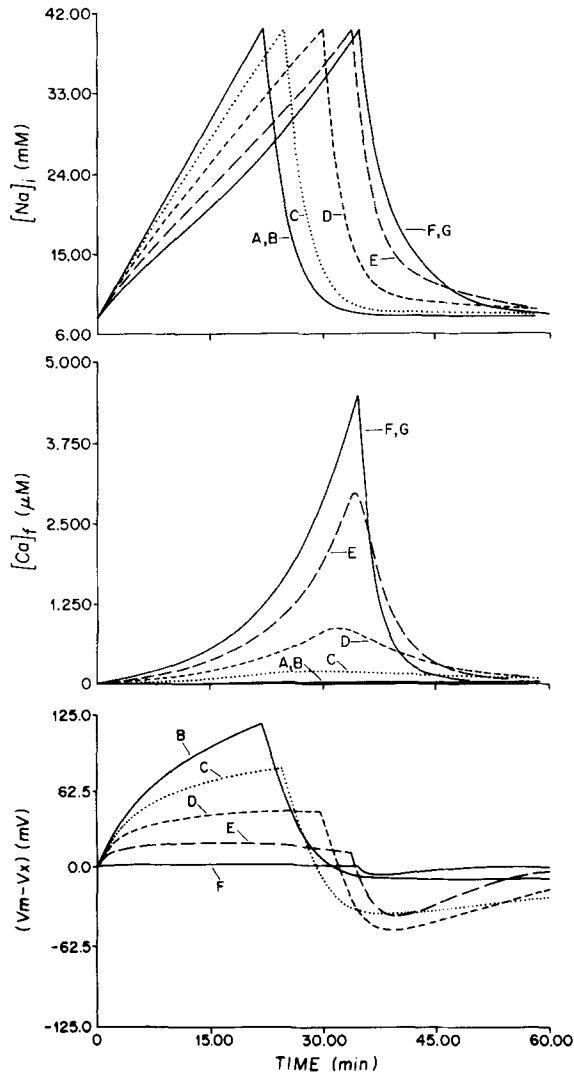 42.00
33.00
24.00
15.00
6.00
[Na]i (mM)
A,B
C
D
E
F,G
5.000
3.750
2.500
1.250
0
[Ca]f (µM)
F,G
E
D
C
A,B
125.0
62.5
0.0
-62.5
-125.0
(Vm-Vx) (mV)
B
C
D
E
F
0
15.00
30.00
45.00
60.00
TIME (min)